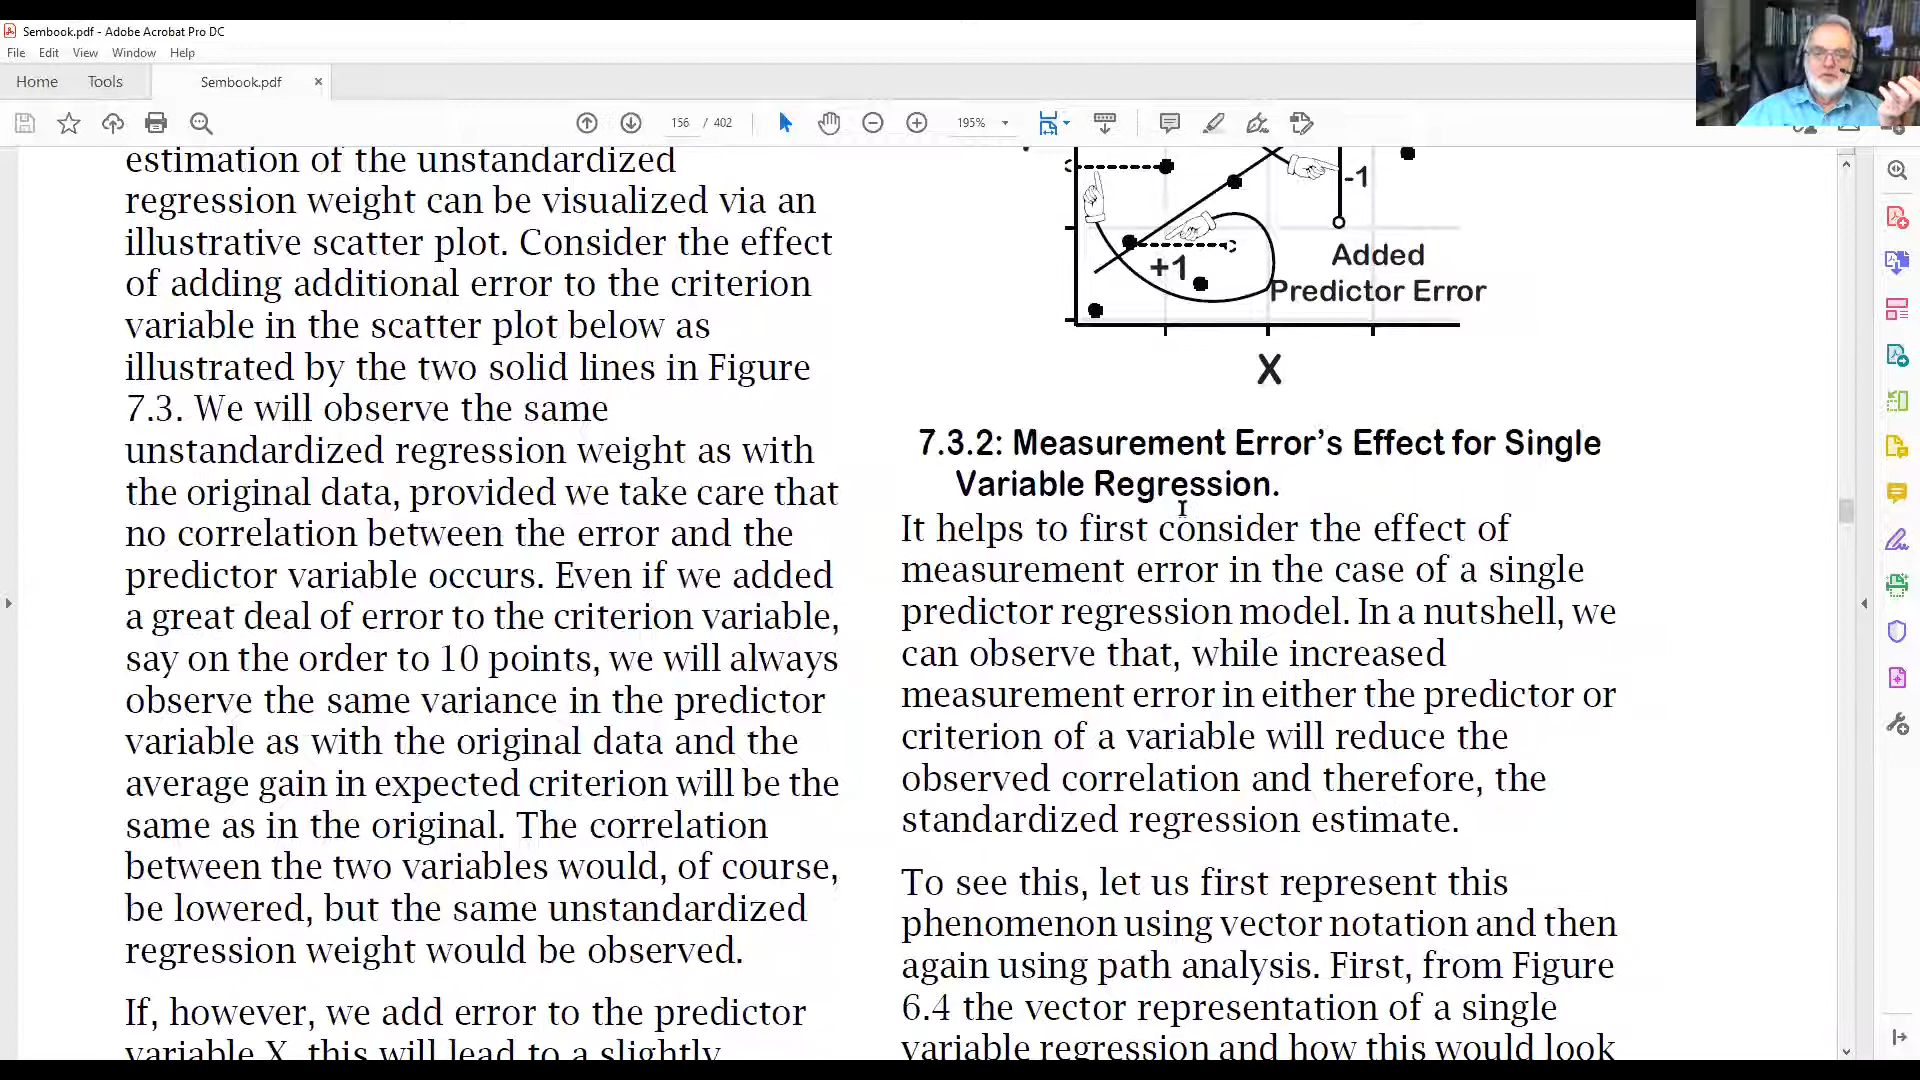 Sembook.pdf - Adobe Acrobat Pro DC
File Edit View Window Help
Home Tools Sembook.pdf ×
156 / 402 195%
estimation of the unstandardized
regression weight can be visualized via an
illustrative scatter plot. Consider the effect
of adding additional error to the criterion
variable in the scatter plot below as
illustrated by the two solid lines in Figure
7.3. We will observe the same
unstandardized regression weight as with
the original data, provided we take care that
no correlation between the error and the
predictor variable occurs. Even if we added
a great deal of error to the criterion variable,
say on the order to 10 points, we will always
observe the same variance in the predictor
variable as with the original data and the
average gain in expected criterion will be the
same as in the original. The correlation
between the two variables would, of course,
be lowered, but the same unstandardized
regression weight would be observed.
If, however, we add error to the predictor
variable X, this will lead to a slightly
-1
+1
Added
Predictor Error
X
7.3.2: Measurement Error’s Effect for Single
Variable Regression.
It helps to first consider the effect of
measurement error in the case of a single
predictor regression model. In a nutshell, we
can observe that, while increased
measurement error in either the predictor or
criterion of a variable will reduce the
observed correlation and therefore, the
standardized regression estimate.
To see this, let us first represent this
phenomenon using vector notation and then
again using path analysis. First, from Figure
6.4 the vector representation of a single
variable regression and how this would look